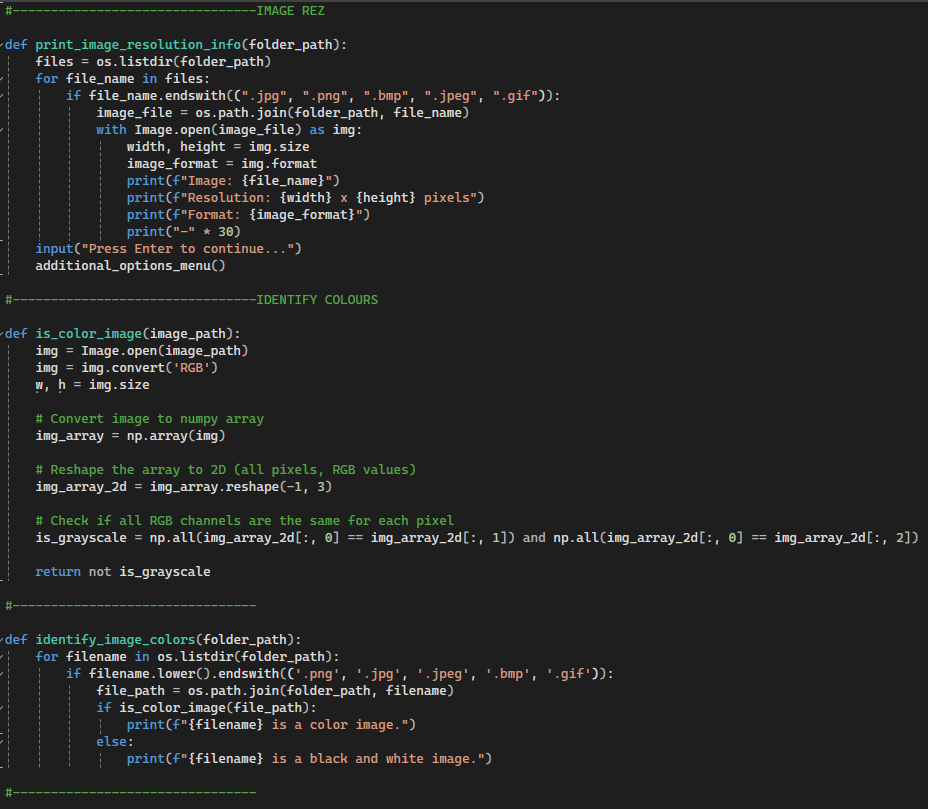 #--------------------------------IMAGE REZ
def print_image_resolution_info(folder_path):
    files = os.listdir(folder_path)
    for file_name in files:
        if file_name.endswith((".jpg", ".png", ".bmp", ".jpeg", ".gif")):
            image_file = os.path.join(folder_path, file_name)
            with Image.open(image_file) as img:
                width, height = img.size
                image_format = img.format
                print(f"Image: {file_name}")
                print(f"Resolution: {width} x {height} pixels")
                print(f"Format: {image_format}")
                print("-" * 30)
    input("Press Enter to continue...")
    additional_options_menu()
#--------------------------------IDENTIFY COLOURS
def is_color_image(image_path):
    img = Image.open(image_path)
    img = img.convert('RGB')
    w, h = img.size
    # Convert image to numpy array
    img_array = np.array(img)
    # Reshape the array to 2D (all pixels, RGB values)
    img_array_2d = img_array.reshape(-1, 3)
    # Check if all RGB channels are the same for each pixel
    is_grayscale = np.all(img_array_2d[:, 0] == img_array_2d[:, 1]) and np.all(img_array_2d[:, 0] == img_array_2d[:, 2])
    return not is_grayscale
#--------------------------------
def identify_image_colors(folder_path):
    for filename in os.listdir(folder_path):
        if filename.lower().endswith(('.png', '.jpg', '.jpeg', '.bmp', '.gif')):
            file_path = os.path.join(folder_path, filename)
            if is_color_image(file_path):
                print(f"{filename} is a color image.")
            else:
                print(f"{filename} is a black and white image.")
#--------------------------------